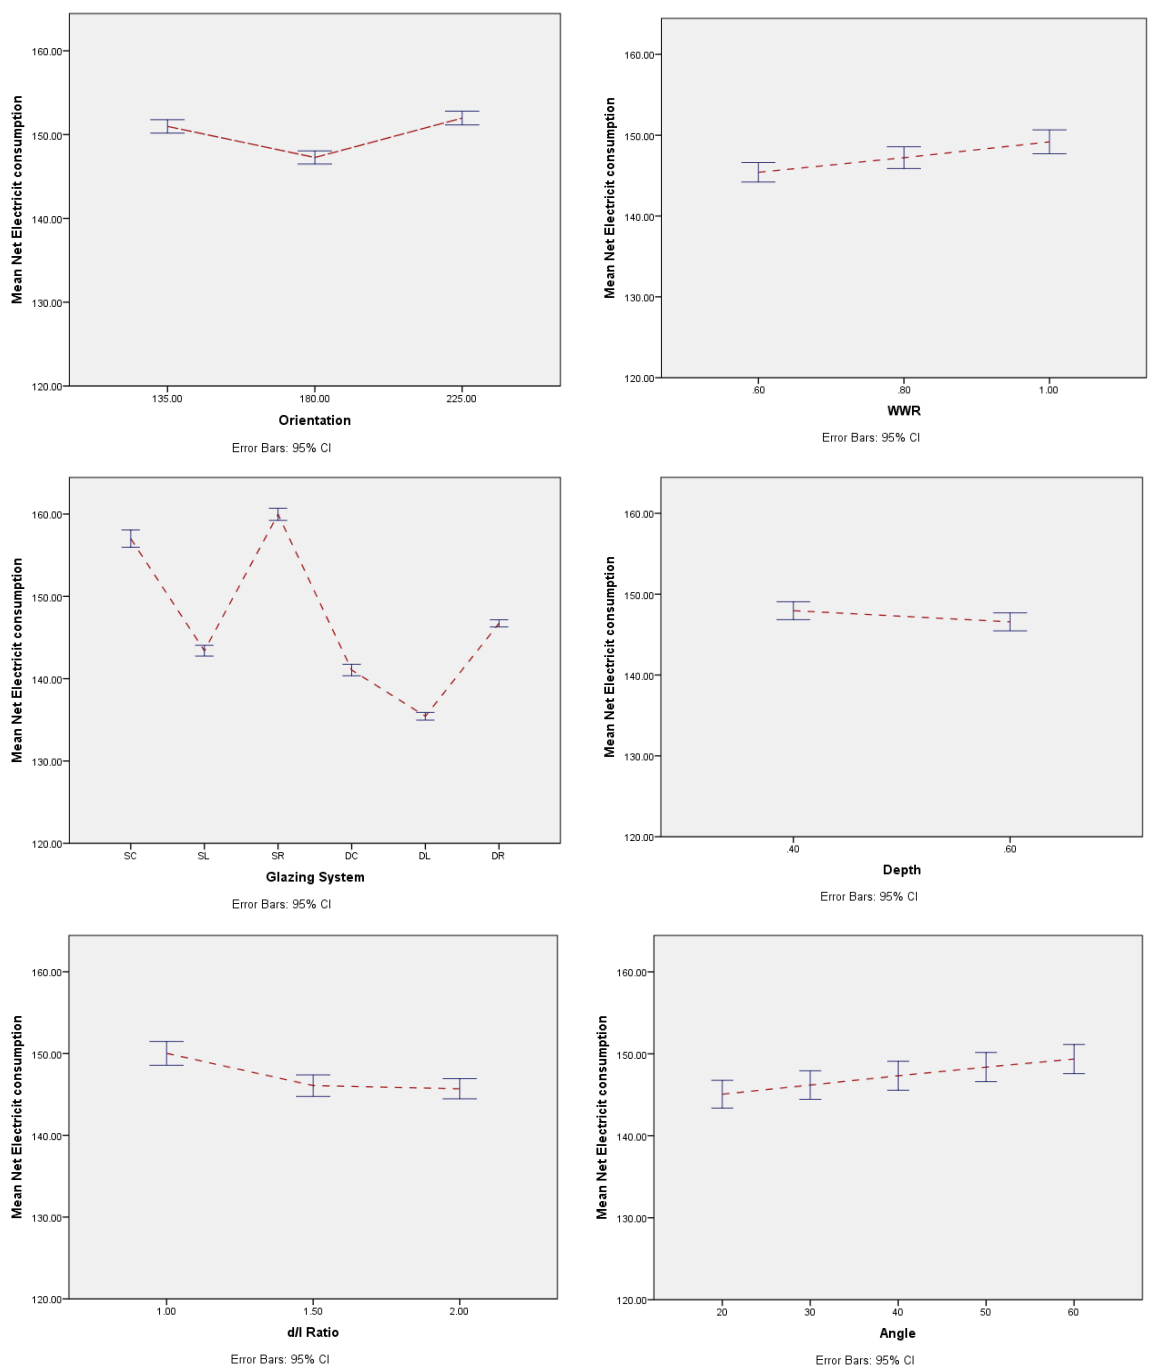 160.00
150.00
140.00
130.00
120.00
Mean Net Electricit consumption
135.00 180.00 225.00
Orientation
Error Bars: 95% CI
160.00
150.00
140.00
130.00
120.00
Mean Net Electricit consumption
.60 .80 1.00
WWR
Error Bars: 95% CI
160.00
150.00
140.00
130.00
120.00
Mean Net Electricit consumption
SC SL SR DC DL DR
Glazing System
Error Bars: 95% CI
160.00
150.00
140.00
130.00
120.00
Mean Net Electricit consumption
.40 .60
Depth
Error Bars: 95% CI
160.00
150.00
140.00
130.00
120.00
Mean Net Electricit consumption
1.00 1.50 2.00
d/l Ratio
Error Bars: 95% CI
160.00
150.00
140.00
130.00
120.00
Mean Net Electricit consumption
20 30 40 50 60
Angle
Error Bars: 95% CI